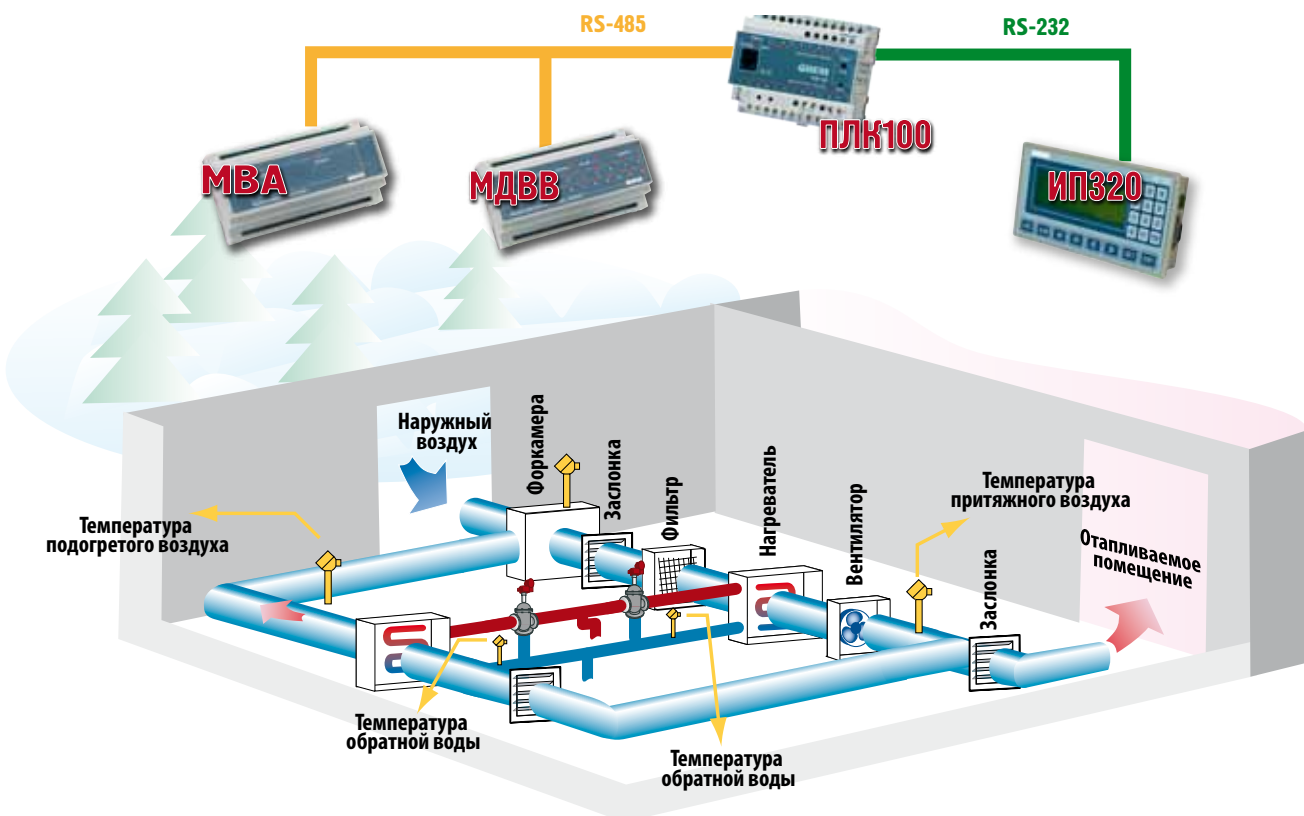 RS-485
RS-232
ПЛК100
МВА
МДВВ
ИП320
Наружный
воздух
Форкамера
Заслонка
Фильтр
Нагреватель
Вентилятор
Температура
притяжного воздуха
Заслонка
Отапливаемое
помещение
Температура
подогретого воздуха
Температура
обратной воды
Температура
обратной воды